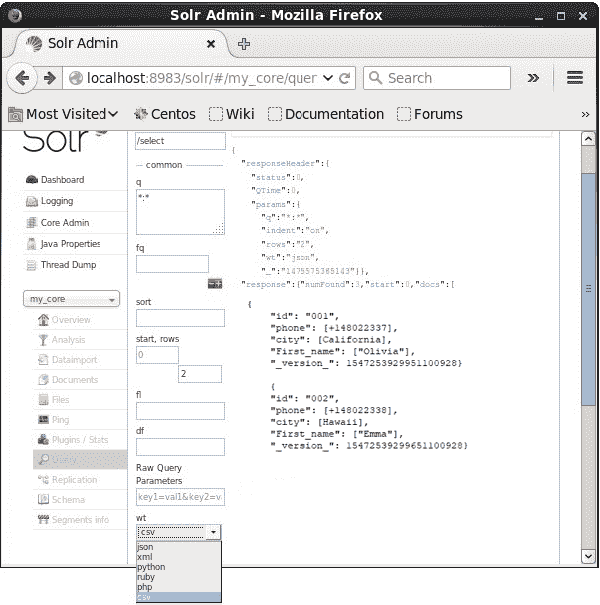 Solr Admin - Mozilla Firefox
Solr Admin
localhost:8983/solr/#/my_core/quer
Search
Most Visited
Centos
Wiki
Documentation
Forums
Solr
Dashboard
Logging
Core Admin
Java Properties
Thread Dump
my_core
Overview
Analysis
Dataimport
Documents
Files
Ping
Plugins / Stats
Query
Replication
Schema
Segments info
/select
common
q
*:*
fq
sort
start, rows
0
2
fl
df
Raw Query
Parameters
key1=val1&key2=v
wt
csv
json
xml
python
ruby
php
csv
{
"responseHeader":{
"status":0,
"QTime":0,
"params":{
"q":"*:*",
"indent":"on",
"rows":"2",
"wt":"json",
"_":"1475575365143"}},
"response":{"numFound":3,"start":0,"docs":[
{
"id": "001",
"phone": [+148022337],
"city": [California],
"First_name": ["Olivia"],
"_version_": 1547253929951100928}
{
"id": "002",
"phone": [+148022338],
"city": [Hawaii],
"First_name": ["Emma"],
"_version_": 15472539299651100928}